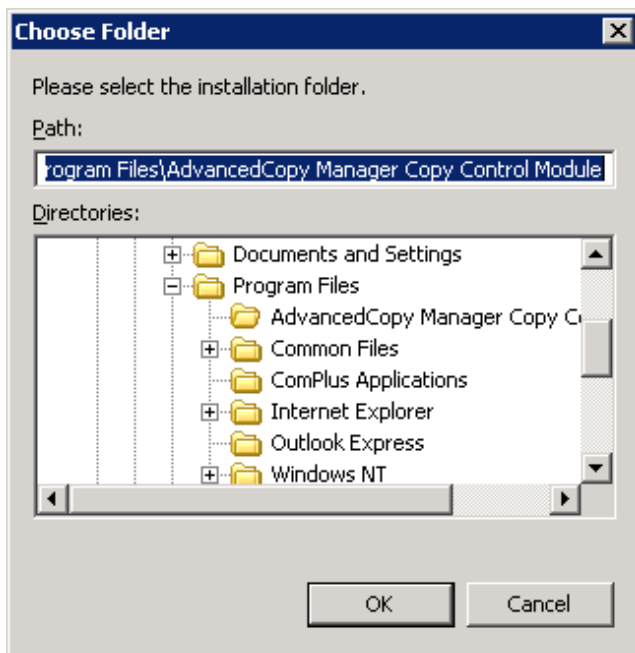 Choose Folder
Please select the installation folder.
Path:
rogram Files\AdvancedCopy Manager Copy Control Module
Directories:
Documents and Settings
Program Files
AdvancedCopy Manager Copy Co
Common Files
ComPlus Applications
Internet Explorer
Outlook Express
Windows NT
OK Cancel